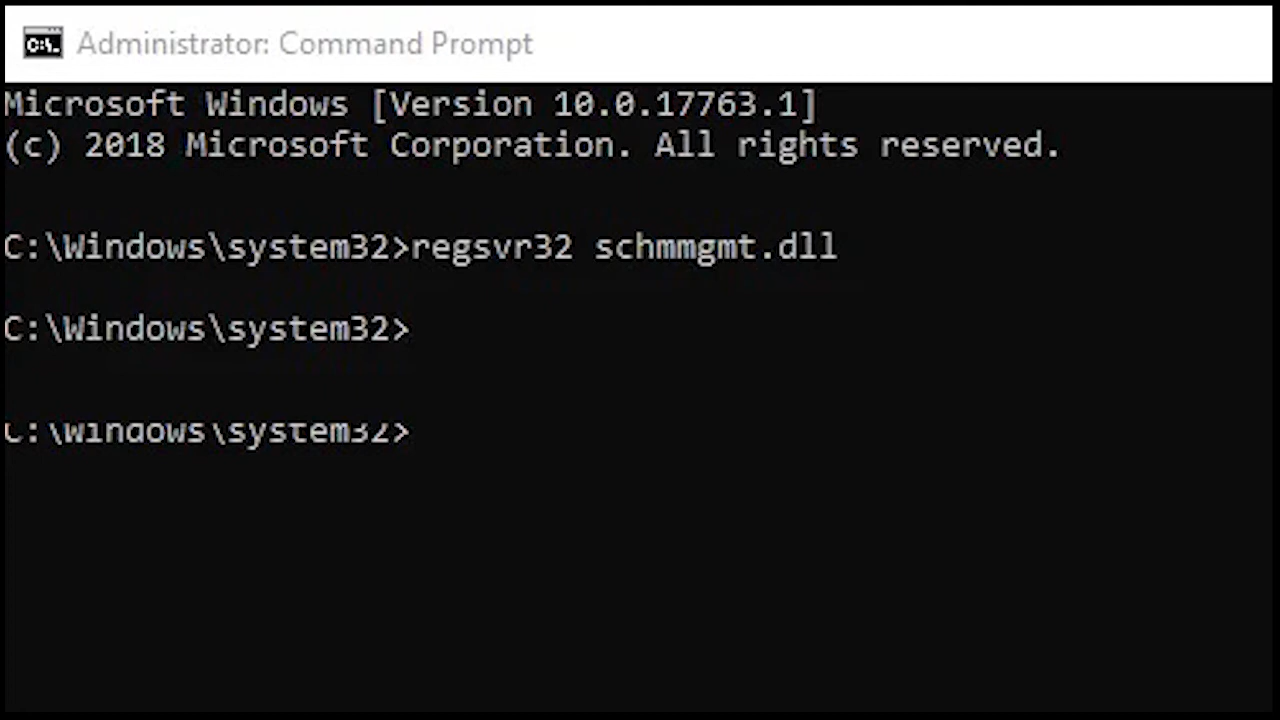 Administrator: Command Prompt
Microsoft Windows [Version 10.0.17763.1]
(c) 2018 Microsoft Corporation. All rights reserved.
C:\Windows\system32>regsvr32 schmmgmt.dll
C:\Windows\system32>
C:\Windows\system32>